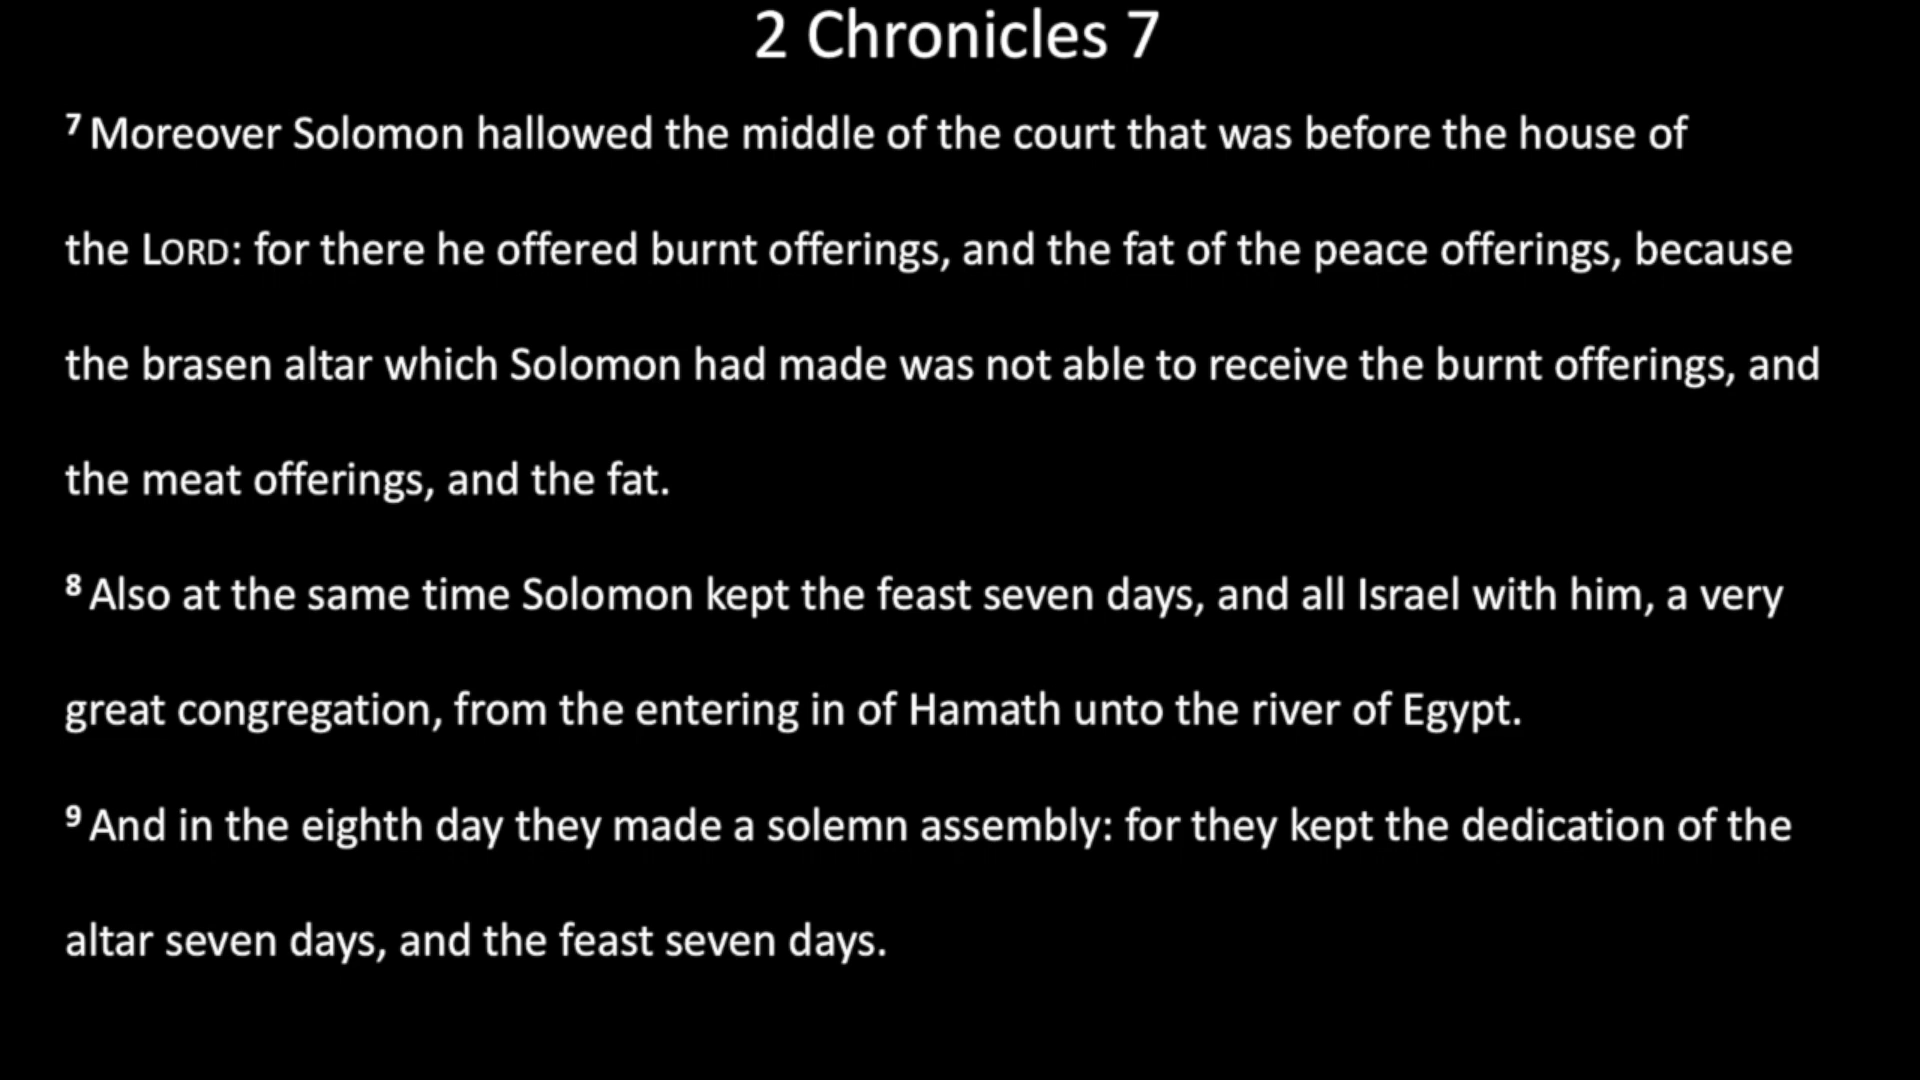 2 Chronicles 7
7 Moreover Solomon hallowed the middle of the court that was before the house of
the LORD: for there he offered burnt offerings, and the fat of the peace offerings, because
the brasen altar which Solomon had made was not able to receive the burnt offerings, and
the meat offerings, and the fat.
8 Also at the same time Solomon kept the feast seven days, and all Israel with him, a very
great congregation, from the entering in of Hamath unto the river of Egypt.
9 And in the eighth day they made a solemn assembly: for they kept the dedication of the
altar seven days, and the feast seven days.